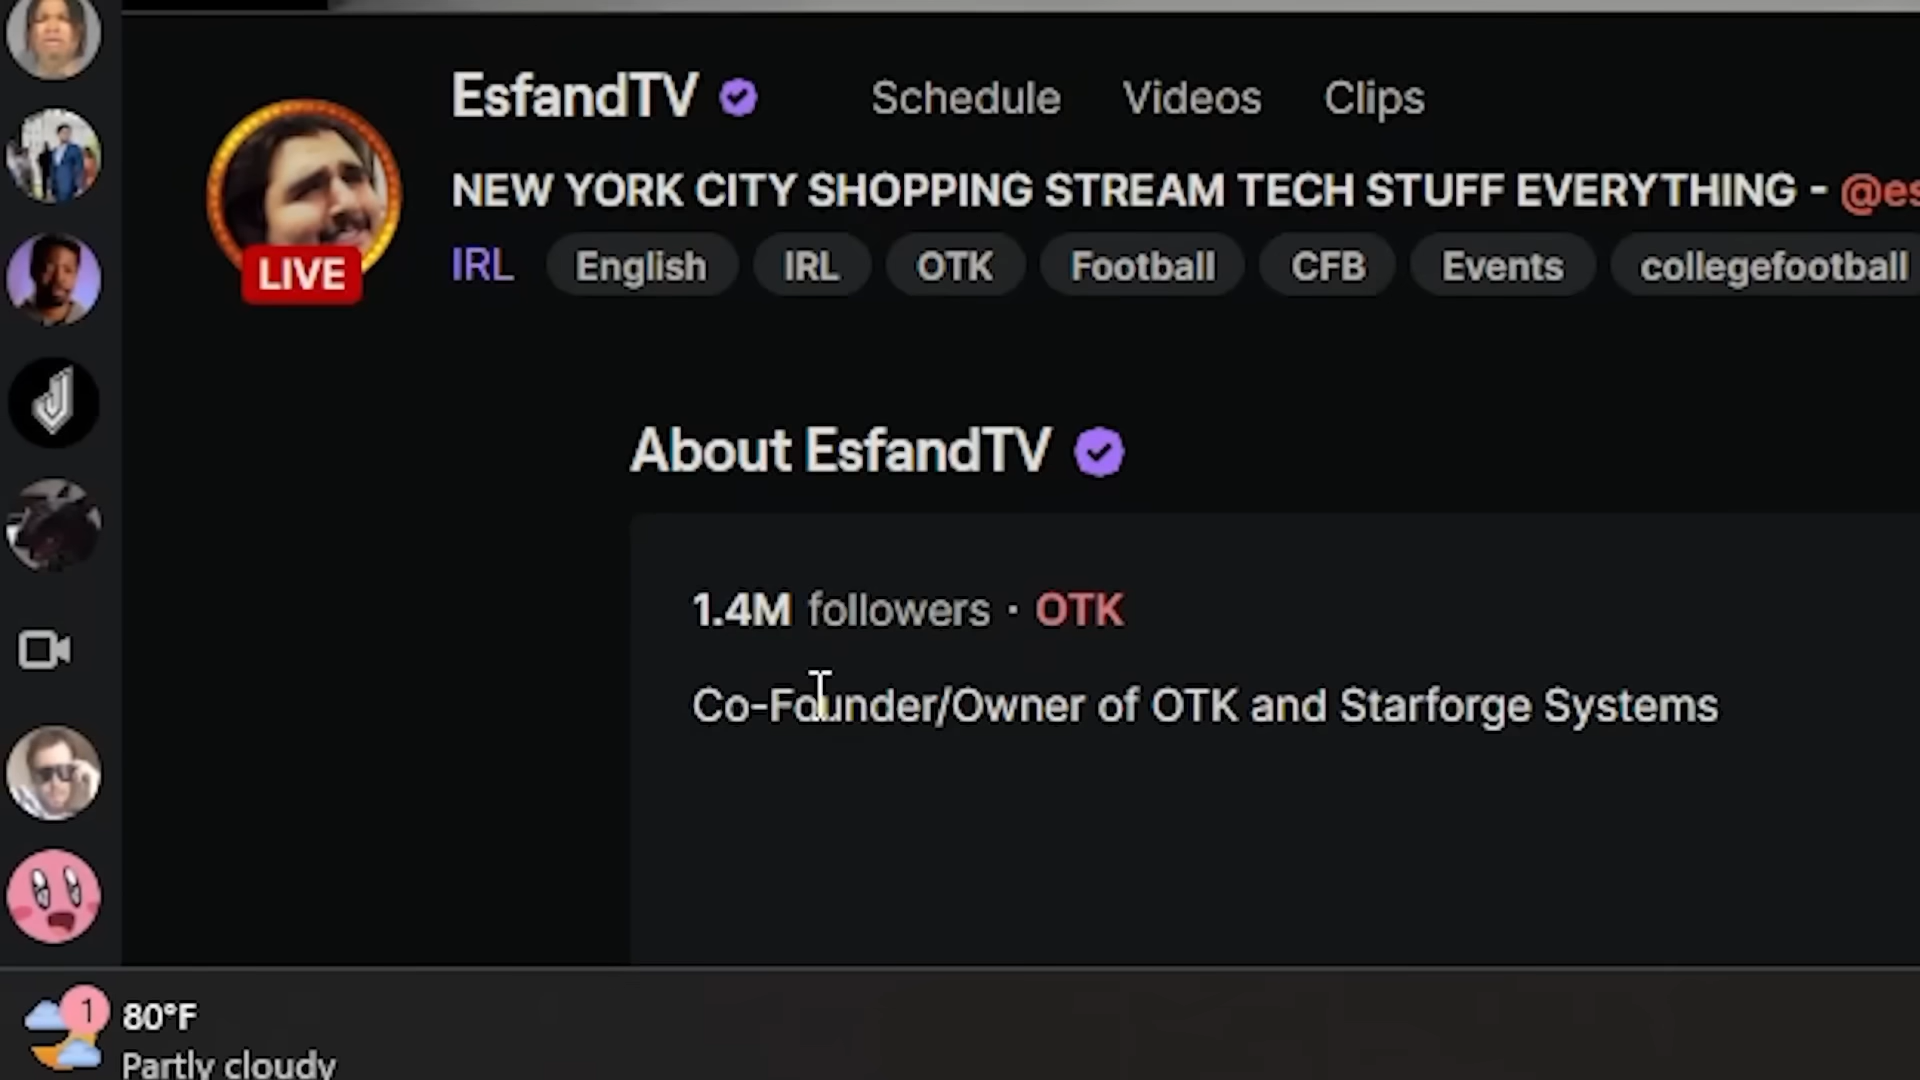 EsfandTV
Schedule
Videos
Clips
NEW YORK CITY SHOPPING STREAM TECH STUFF EVERYTHING - @es
IRL
English
IRL
OTK
Football
CFB
Events
collegefootball
LIVE
About EsfandTV
1.4M followers · OTK
Co-Founder/Owner of OTK and Starforge Systems
1
80°F
Partly cloudy